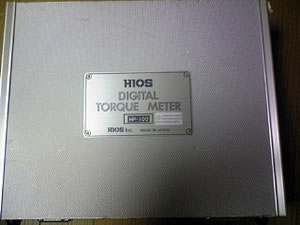 HIOS
DIGITAL
TORQUE METER
HP-100
HIOS Inc. MADE IN JAPAN